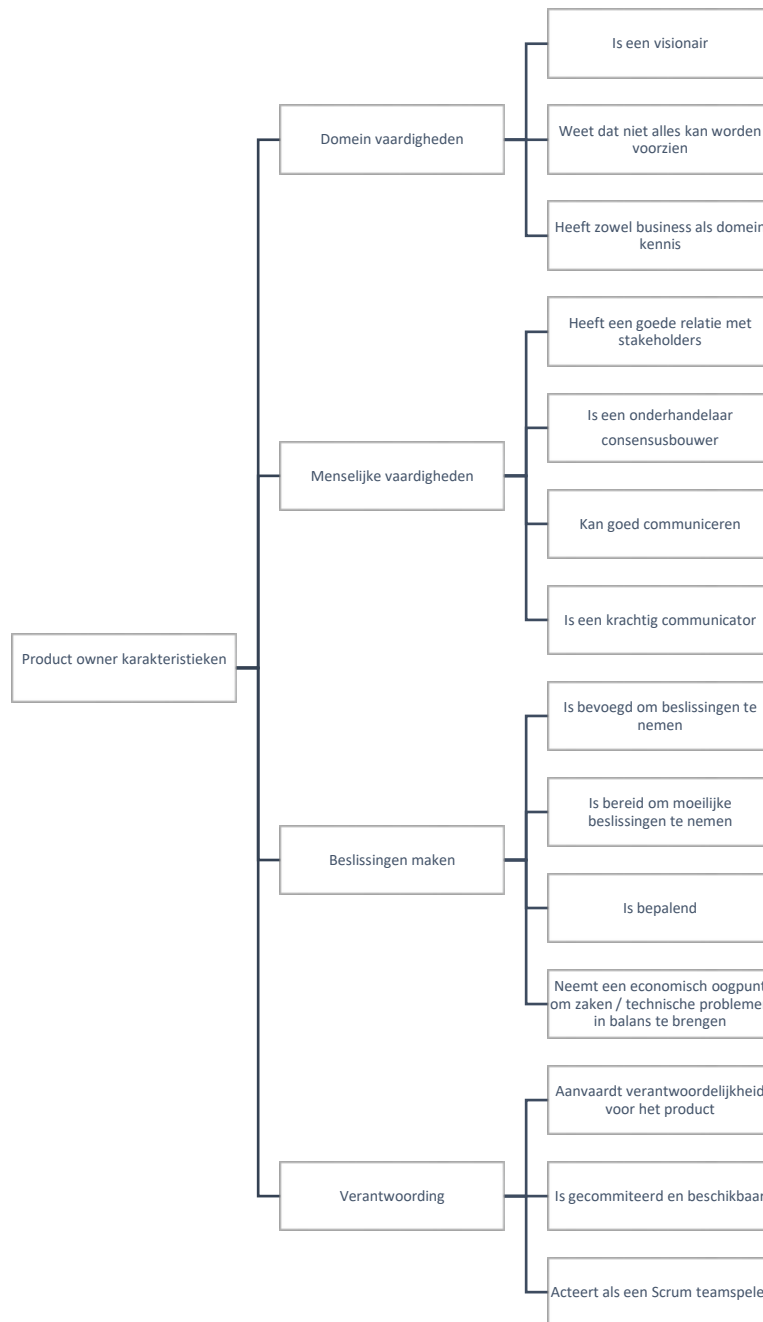 Product owner karakteristieken
Domein vaardigheden
Is een visionair
Weet dat niet alles kan worden
voorzien
Heeft zowel business als domein
kennis
Menselijke vaardigheden
Heeft een goede relatie met
stakeholders
Is een onderhandelaar
consensusbouwer
Kan goed communiceren
Is een krachtig communicator
Beslissingen maken
Is bevoegd om beslissingen te
nemen
Is bereid om moeilijke
beslissingen te nemen
Is bepalend
Neemt een economisch oogpunt
om zaken / technische problemen
in balans te brengen
Verantwoording
Aanvaardt verantwoordelijkheid
voor het product
Is gecommiteerd en beschikbaar
Acteert als een Scrum teamspeler